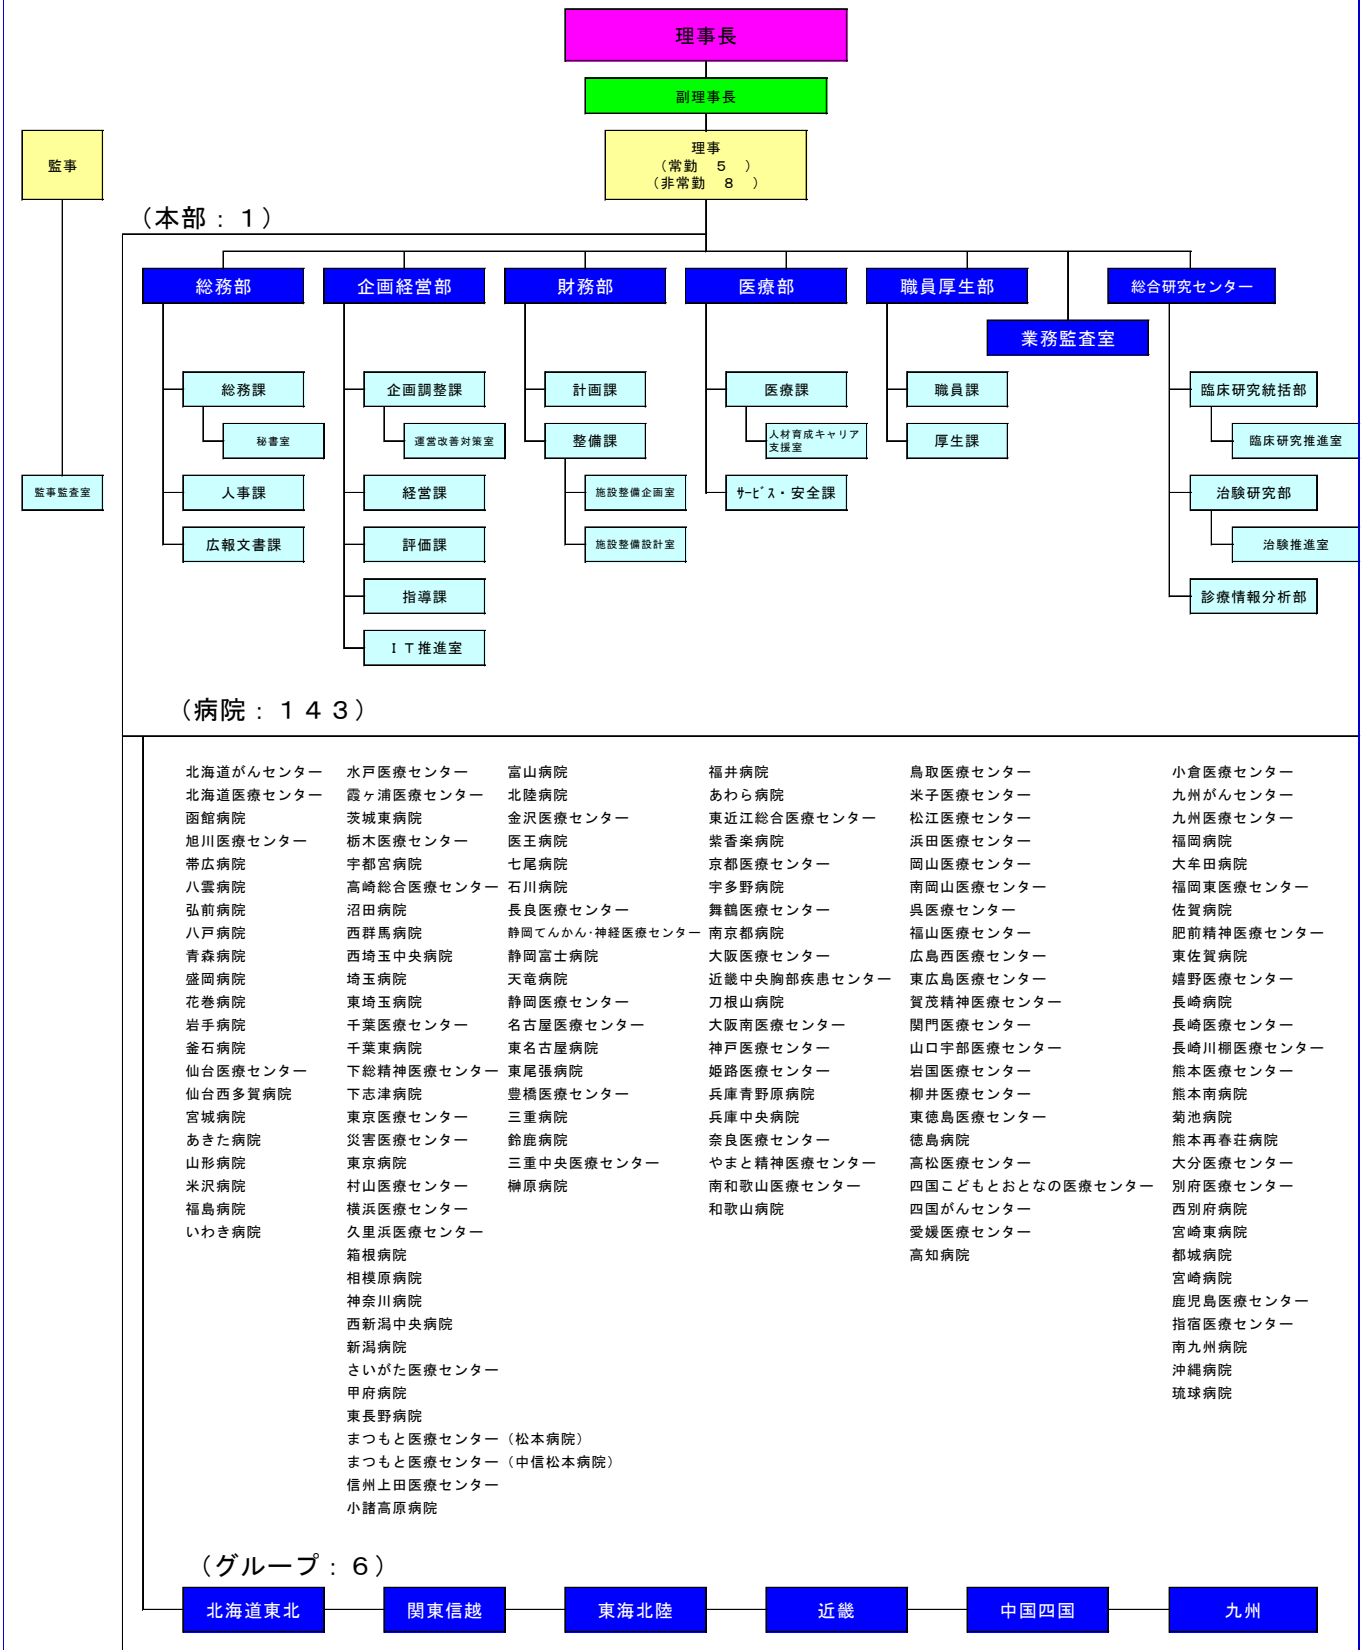 理事長
副理事長
監事
理事
（常勤　５　）
（非常勤　８　）
（本部：１）
総務部
企画経営部
財務部
医療部
職員厚生部
総合研究センター
業務監査室
総務課
企画調整課
計画課
医療課
職員課
臨床研究統括部
秘書室
運営改善対策室
整備課
人材育成キャリア
支援室
厚生課
臨床研究推進室
監事監査室
人事課
経営課
施設整備企画室
ｻｰﾋﾞｽ・安全課
治験研究部
広報文書課
評価課
施設整備設計室
治験推進室
指導課
診療情報分析部
ＩＴ推進室
（病院：１４３）
北海道がんセンター
北海道医療センター
函館病院
旭川医療センター
帯広病院
八雲病院
弘前病院
八戸病院
青森病院
盛岡病院
花巻病院
岩手病院
釜石病院
仙台医療センター
仙台西多賀病院
宮城病院
あきた病院
山形病院
米沢病院
福島病院
いわき病院
水戸医療センター
霞ヶ浦医療センター
茨城東病院
栃木医療センター
宇都宮病院
高崎総合医療センター
沼田病院
西群馬病院
西埼玉中央病院
埼玉病院
東埼玉病院
千葉医療センター
千葉東病院
下総精神医療センター
下志津病院
東京医療センター
災害医療センター
東京病院
村山医療センター
横浜医療センター
久里浜医療センター
箱根病院
相模原病院
神奈川病院
西新潟中央病院
新潟病院
さいがた医療センター
甲府病院
東長野病院
まつもと医療センター（松本病院）
まつもと医療センター（中信松本病院）
信州上田医療センター
小諸高原病院
富山病院
北陸病院
金沢医療センター
医王病院
七尾病院
石川病院
長良医療センター
静岡てんかん･神経医療センター
静岡富士病院
天竜病院
静岡医療センター
名古屋医療センター
東名古屋病院
東尾張病院
豊橋医療センター
三重病院
鈴鹿病院
三重中央医療センター
榊原病院
福井病院
あわら病院
東近江総合医療センター
紫香楽病院
京都医療センター
宇多野病院
舞鶴医療センター
南京都病院
大阪医療センター
近畿中央胸部疾患センター
刀根山病院
大阪南医療センター
神戸医療センター
姫路医療センター
兵庫青野原病院
兵庫中央病院
奈良医療センター
やまと精神医療センター
南和歌山医療センター
和歌山病院
鳥取医療センター
米子医療センター
松江医療センター
浜田医療センター
岡山医療センター
南岡山医療センター
呉医療センター
福山医療センター
広島西医療センター
東広島医療センター
賀茂精神医療センター
関門医療センター
山口宇部医療センター
岩国医療センター
柳井医療センター
東徳島医療センター
徳島病院
高松医療センター
四国こどもとおとなの医療センター
四国がんセンター
愛媛医療センター
高知病院
小倉医療センター
九州がんセンター
九州医療センター
福岡病院
大牟田病院
福岡東医療センター
佐賀病院
肥前精神医療センター
東佐賀病院
嬉野医療センター
長崎病院
長崎医療センター
長崎川棚医療センター
熊本医療センター
熊本南病院
菊池病院
熊本再春荘病院
大分医療センター
別府医療センター
西別府病院
宮崎東病院
都城病院
宮崎病院
鹿児島医療センター
指宿医療センター
南九州病院
沖縄病院
琉球病院
（グループ：６）
北海道東北
関東信越
東海北陸
近畿
中国四国
九州